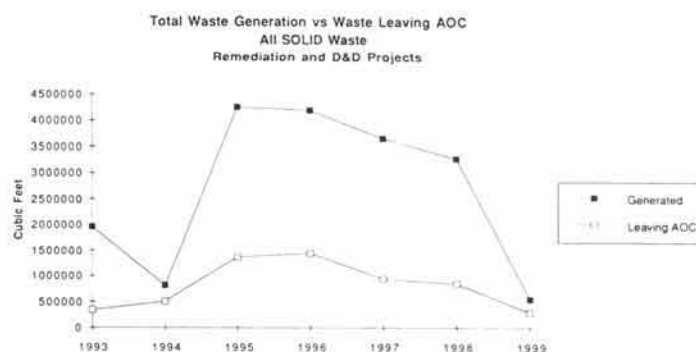 Total Waste Generation vs Waste Leaving AOC
All SOLID Waste
Remediation and D&D Projects
Cubic Feet
4500000
4000000
3500000
3000000
2500000
2000000
1500000
1000000
500000
0
1993 1994 1995 1996 1997 1998 1999
Generated
Leaving AOC